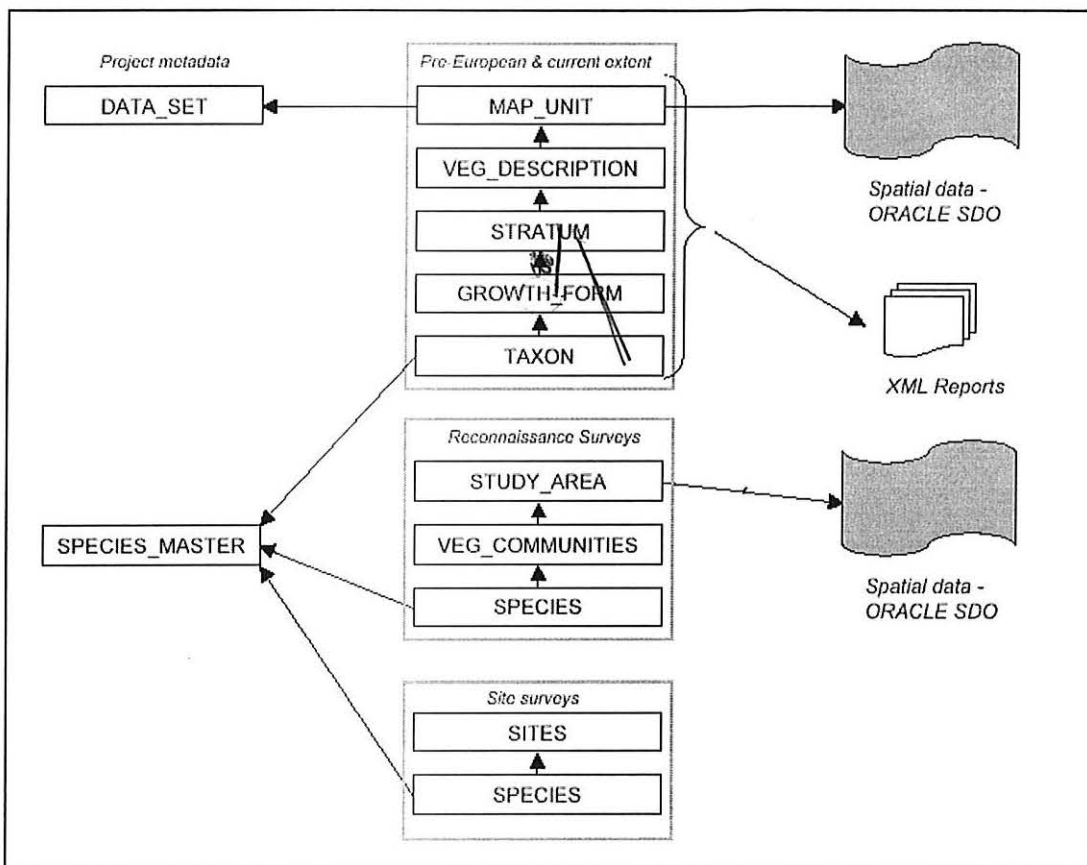 Project metadata
DATA_SET
Pre-European & current extent
MAP_UNIT
VEG_DESCRIPTION
STRATUM
GROWTH_FORM
TAXON
Spatial data -
ORACLE SDO
XML Reports
Reconnaissance Surveys
STUDY_AREA
VEG_COMMUNITIES
SPECIES
SPECIES_MASTER
Spatial data -
ORACLE SDO
Site surveys
SITES
SPECIES